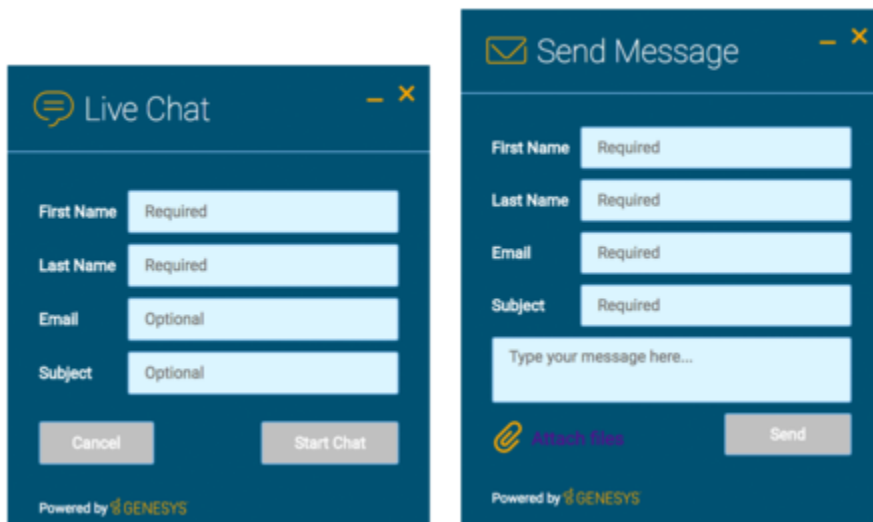 Live Chat
First Name Required
Last Name Required
Email Optional
Subject Optional
Cancel Start Chat
Powered by GENESYS
Send Message
First Name Required
Last Name Required
Email Required
Subject Required
Type your message here...
Attach files Send
Powered by GENESYS